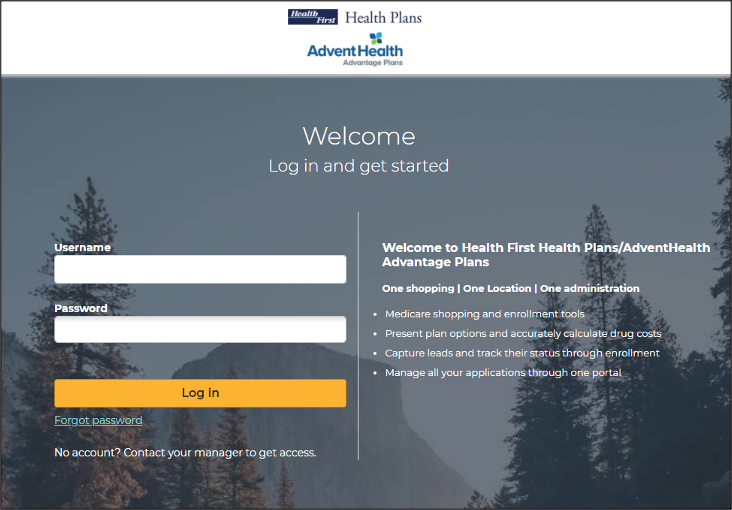 Health First Health Plans
AdventHealth
Advantage Plans
Welcome
Log in and get started
Username
Password
Log in
Forgot password
No account? Contact your manager to get access.
Welcome to Health First Health Plans/AdventHealth
Advantage Plans
One shopping | One Location | One administration
• Medicare shopping and enrollment tools
• Present plan options and accurately calculate drug costs
• Capture leads and track their status through enrollment
• Manage all your applications through one portal